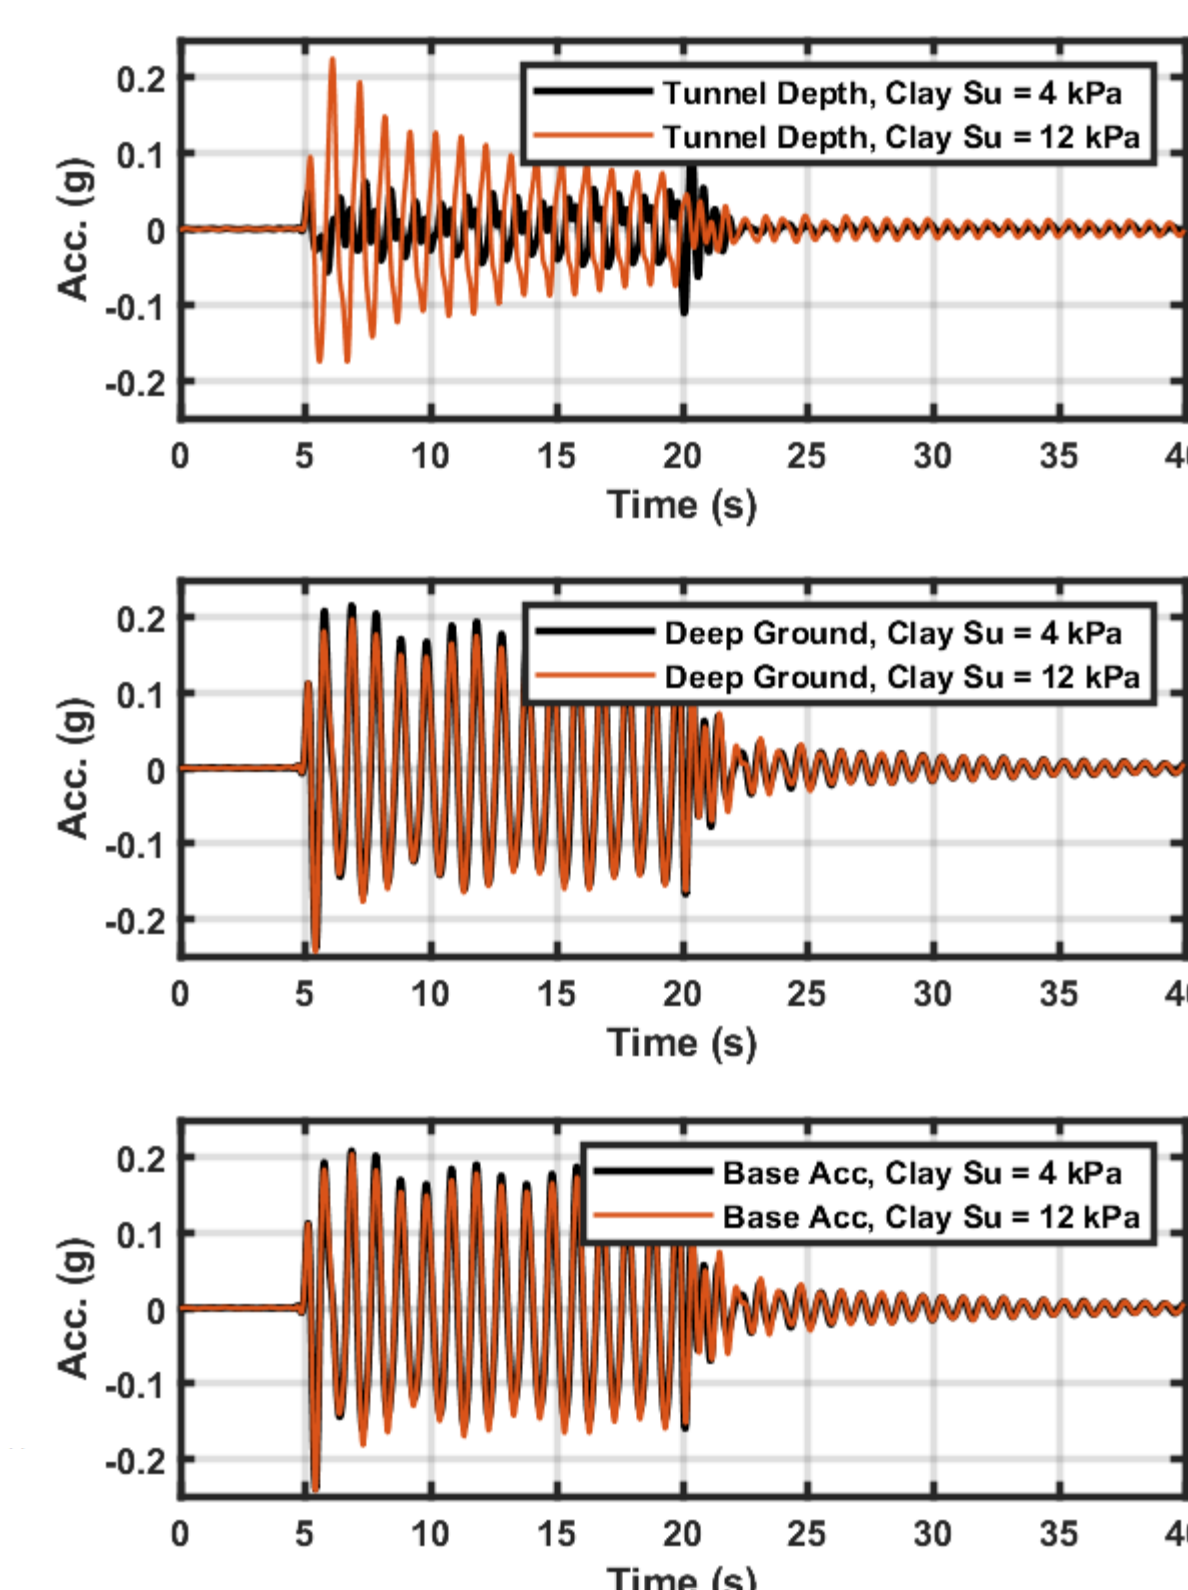 0.2
0.1
0
-0.1
-0.2
Acc. (g)
Tunnel Depth, Clay Su = 4 kPa
Tunnel Depth, Clay Su = 12 kPa
0 5 10 15 20 25 30 35 4
Time (s)
0.2
0.1
0
-0.1
-0.2
Acc. (g)
Deep Ground, Clay Su = 4 kPa
Deep Ground, Clay Su = 12 kPa
0 5 10 15 20 25 30 35 4
Time (s)
0.2
0.1
0
-0.1
-0.2
Acc. (g)
Base Acc, Clay Su = 4 kPa
Base Acc, Clay Su = 12 kPa
0 5 10 15 20 25 30 35 4
Time (s)